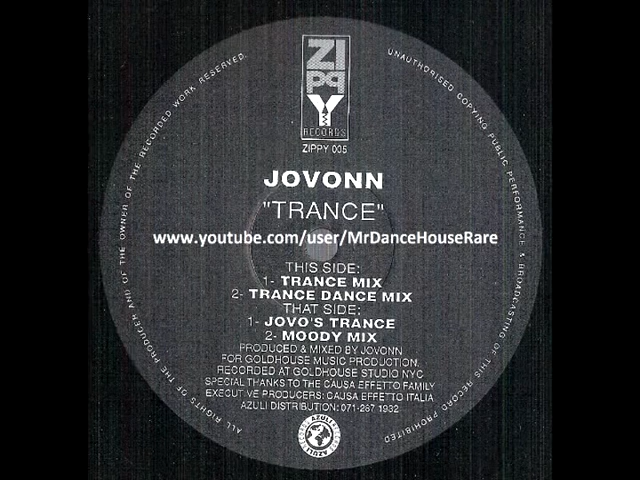 ALL RIGHTS OF THE PRODUCER AND OF THE OWNER OF THE RECORDED WORK RESERVED.
UNAUTHORISED COPYING PUBLIC PERFORMANCE & BROADCASTING OF THIS RECORD PROHIBITED
ZI
PP
Y
RECORDS
ZIPPY 005
JOVONN
"TRANCE"
www.youtube.com/user/MrDanceHouseRare
THIS SIDE:
1- TRANCE MIX
2- TRANCE DANCE MIX
THAT SIDE:
1- JOVO'S TRANCE
2- MOODY MIX
PRODUCED & MIXED BY JOVONN
FOR GOLDHOUSE MUSIC PRODUCTION.
RECORDED AT GOLDHOUSE STUDIO NYC
SPECIAL THANKS TO THE CAUSA EFFETTO FAMILY
EXECUTIVE PRODUCERS: CAUSA EFFETTO ITALIA
AZULI DISTRIBUTION: 071-287 1932
AZULI
AZULI